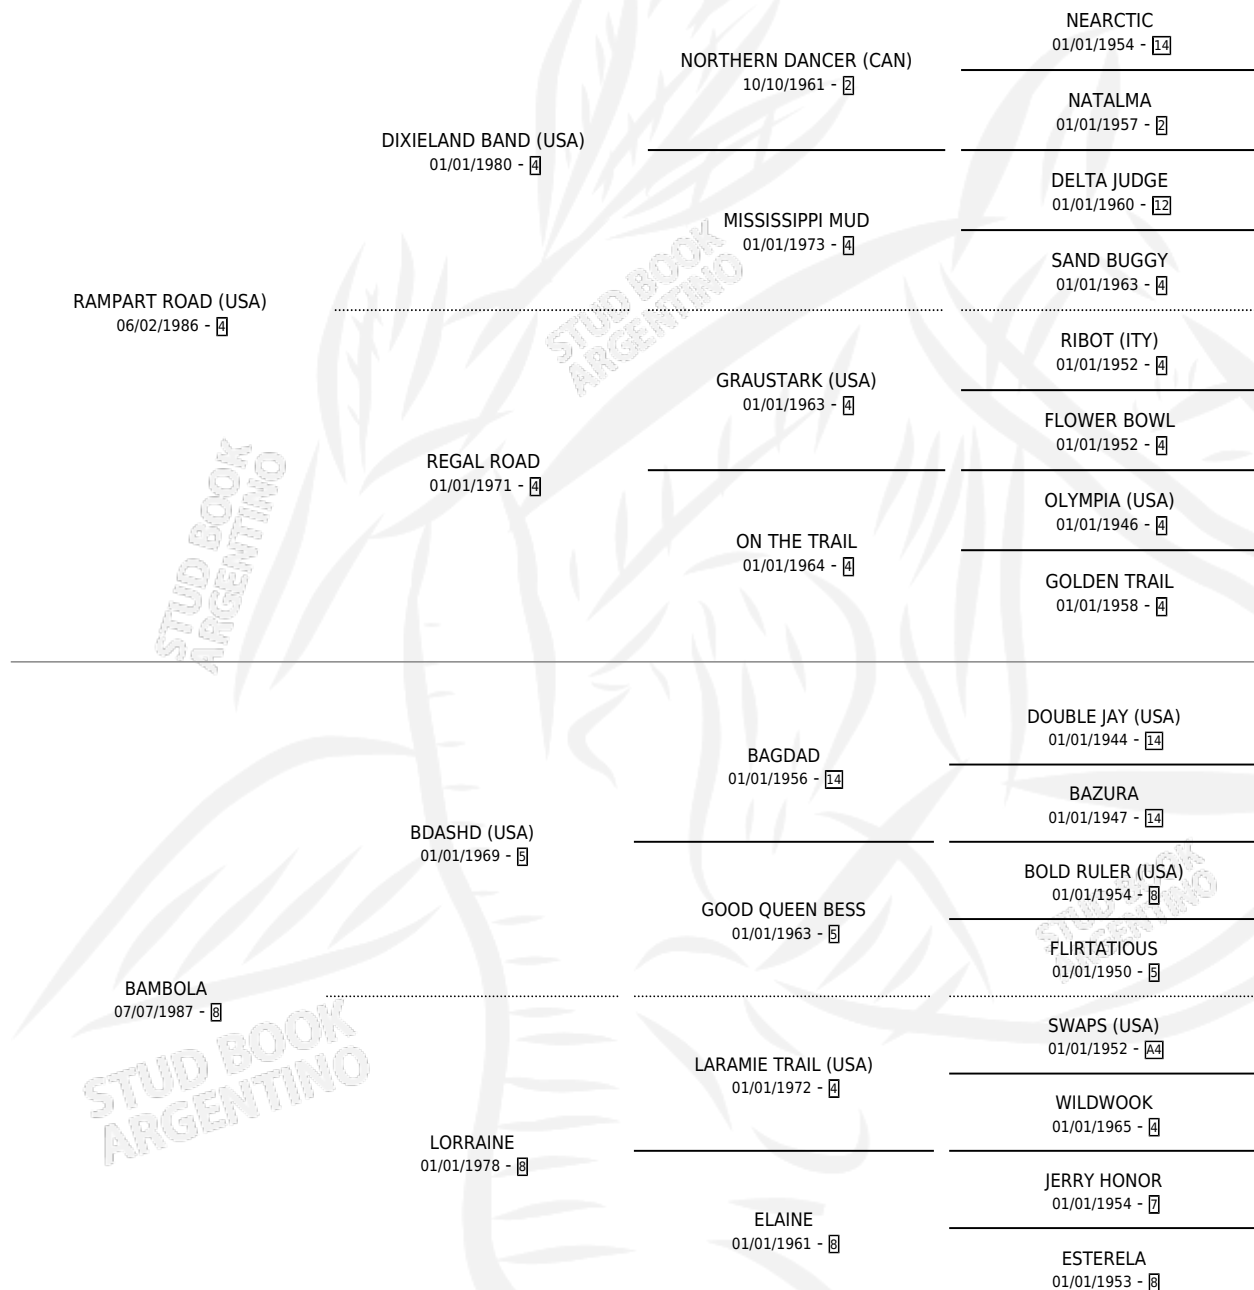 NEARCTIC
01/01/1954 - 14
NORTHERN DANCER (CAN)
10/10/1961 - 2
NATALMA
01/01/1957 - 2
DIXIELAND BAND (USA)
01/01/1980 - 4
DELTA JUDGE
01/01/1960 - 12
MISSISSIPPI MUD
01/01/1973 - 4
SAND BUGGY
01/01/1963 - 4
RAMPART ROAD (USA)
06/02/1986 - 4
STUD BOOK
ARGENTINO
RIBOT (ITY)
01/01/1952 - 4
GRAUSTARK (USA)
01/01/1963 - 4
FLOWER BOWL
01/01/1952 - 4
REGAL ROAD
01/01/1971 - 4
OLYMPIA (USA)
01/01/1946 - 4
ON THE TRAIL
01/01/1964 - 4
GOLDEN TRAIL
01/01/1958 - 4
STUD BOOK
ARGENTINO
DOUBLE JAY (USA)
01/01/1944 - 14
BAGDAD
01/01/1956 - 14
BAZURA
01/01/1947 - 14
BDASHD (USA)
01/01/1969 - 5
BOLD RULER (USA)
01/01/1954 - 8
GOOD QUEEN BESS
01/01/1963 - 5
FLIRTATIOUS
01/01/1950 - 5
STUD BOOK
ARGENTINO
BAMBOLA
07/07/1987 - 8
SWAPS (USA)
01/01/1952 - A4
LARAMIE TRAIL (USA)
01/01/1972 - 4
WILDWOOK
01/01/1965 - 4
STUD BOOK
ARGENTINO
LORRAINE
01/01/1978 - 8
JERRY HONOR
01/01/1954 - 7
ELAINE
01/01/1961 - 8
ESTERELA
01/01/1953 - 8